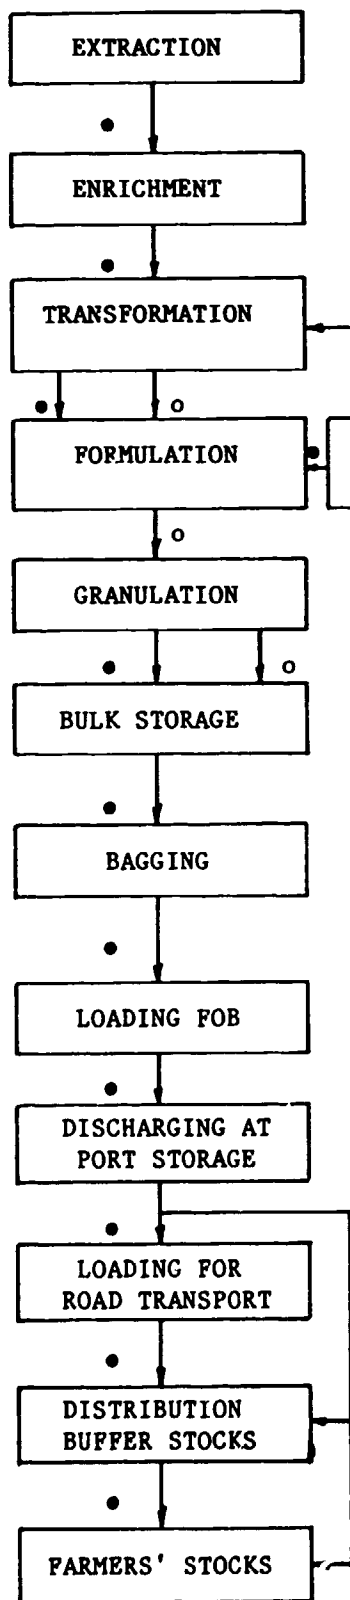 EXTRACTION
ENRICHMENT
TRANSFORMATION
FORMULATION
GRANULATION
BULK STORAGE
BAGGING
LOADING FOB
DISCHARGING AT
PORT STORAGE
LOADING FOR
ROAD TRANSPORT
DISTRIBUTION
BUFFER STOCKS
FARMERS' STOCKS